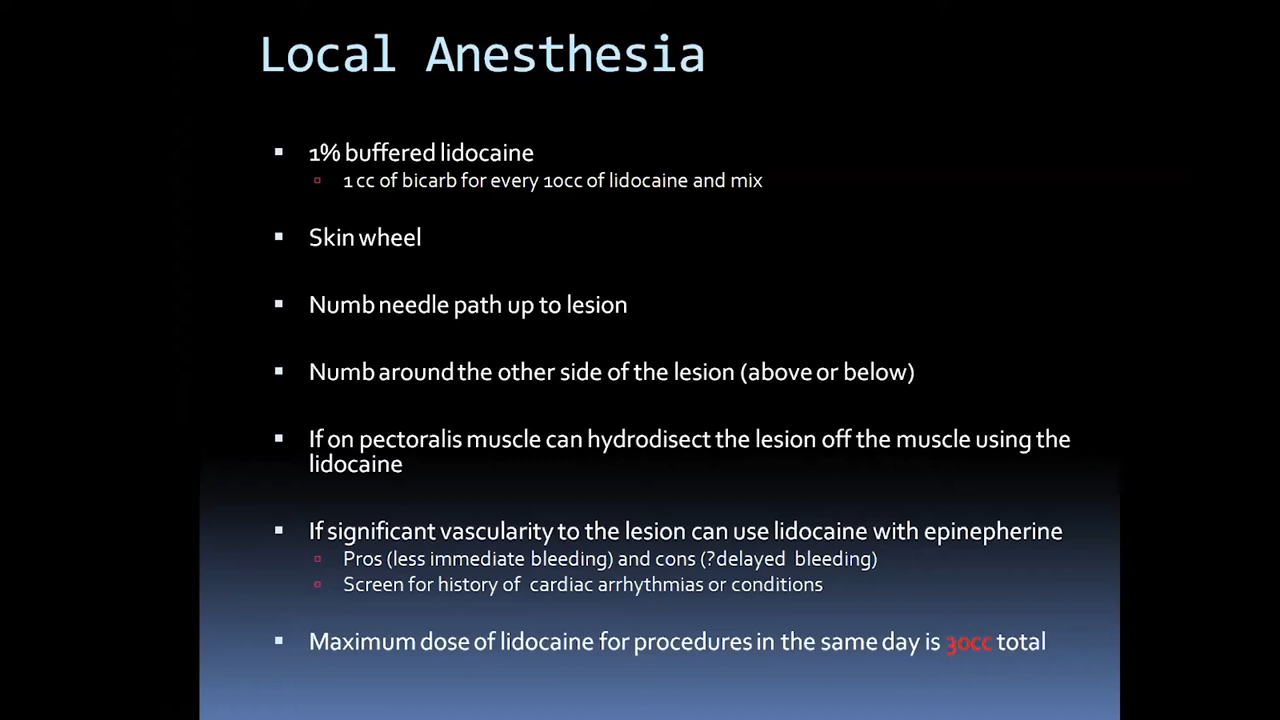 Local Anesthesia
1% buffered lidocaine
1 cc of bicarb for every 10cc of lidocaine and mix
Skin wheel
Numb needle path up to lesion
Numb around the other side of the lesion (above or below)
If on pectoralis muscle can hydrodisect the lesion off the muscle using the
lidocaine
If significant vascularity to the lesion can use lidocaine with epinepherine
Pros (less immediate bleeding) and cons (?delayed bleeding)
Screen for history of cardiac arrhythmias or conditions
Maximum dose of lidocaine for procedures in the same day is 30cc total